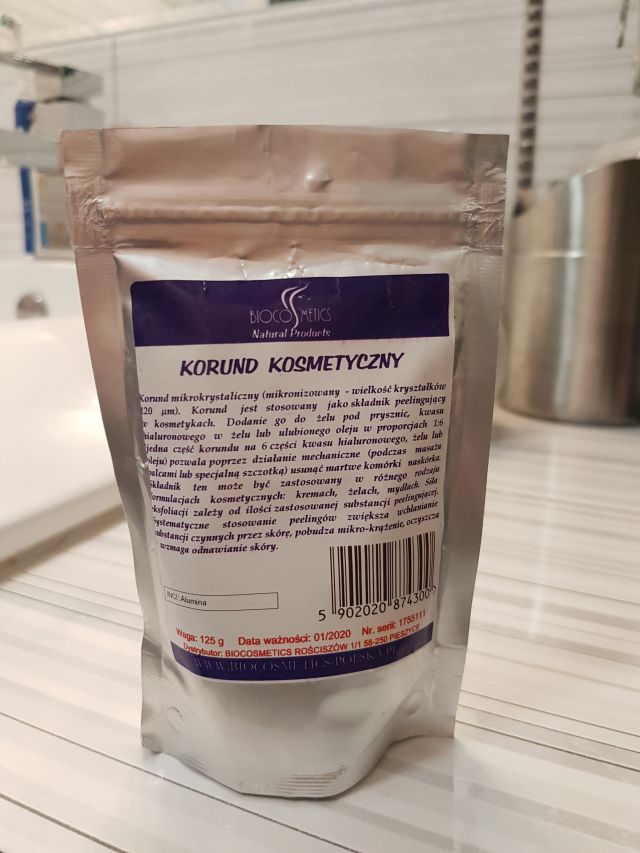 BIOCOSMETICS
Natural Products
KORUND KOSMETYCZNY
Korund mikrokrystaliczny (mikronizowany - wielkość kryształków
120 µm). Korund jest stosowany jako składnik peelingujący
w kosmetykach. Dodanie go do żelu pod prysznic, kwasu
hialuronowego w żelu lub ulubionego oleju w proporcjach 1:6
(jedna część korundu na 6 części kwasu hialuronowego, żelu lub
oleju) pozwala poprzez działanie mechaniczne (podczas masażu
palcami lub specjalną szczotką) usunąć martwe komórki naskórka.
Składnik ten może być zastosowany w różnego rodzaju
formulacjach kosmetycznych: kremach, żelach, mydłach. Siła
eksfoliacji zależy od ilości zastosowanej substancji peelingującej.
Systematyczne stosowanie peelingów zwiększa wchłanianie
substancji czynnych przez skórę, pobudza mikro-krążenie, oczyszcza
i wzmaga odnawianie skóry.
INCI: Alumina
5 902020 874300
Waga: 125 g Data ważności: 01/2020 Nr. serii: 1755111
Dystrybutor: BIOCOSMETICS ROŚCISZÓW 1/1 58-250 PIESZYCE
WWW.BIOCOSMETICS-POLSKA.PL